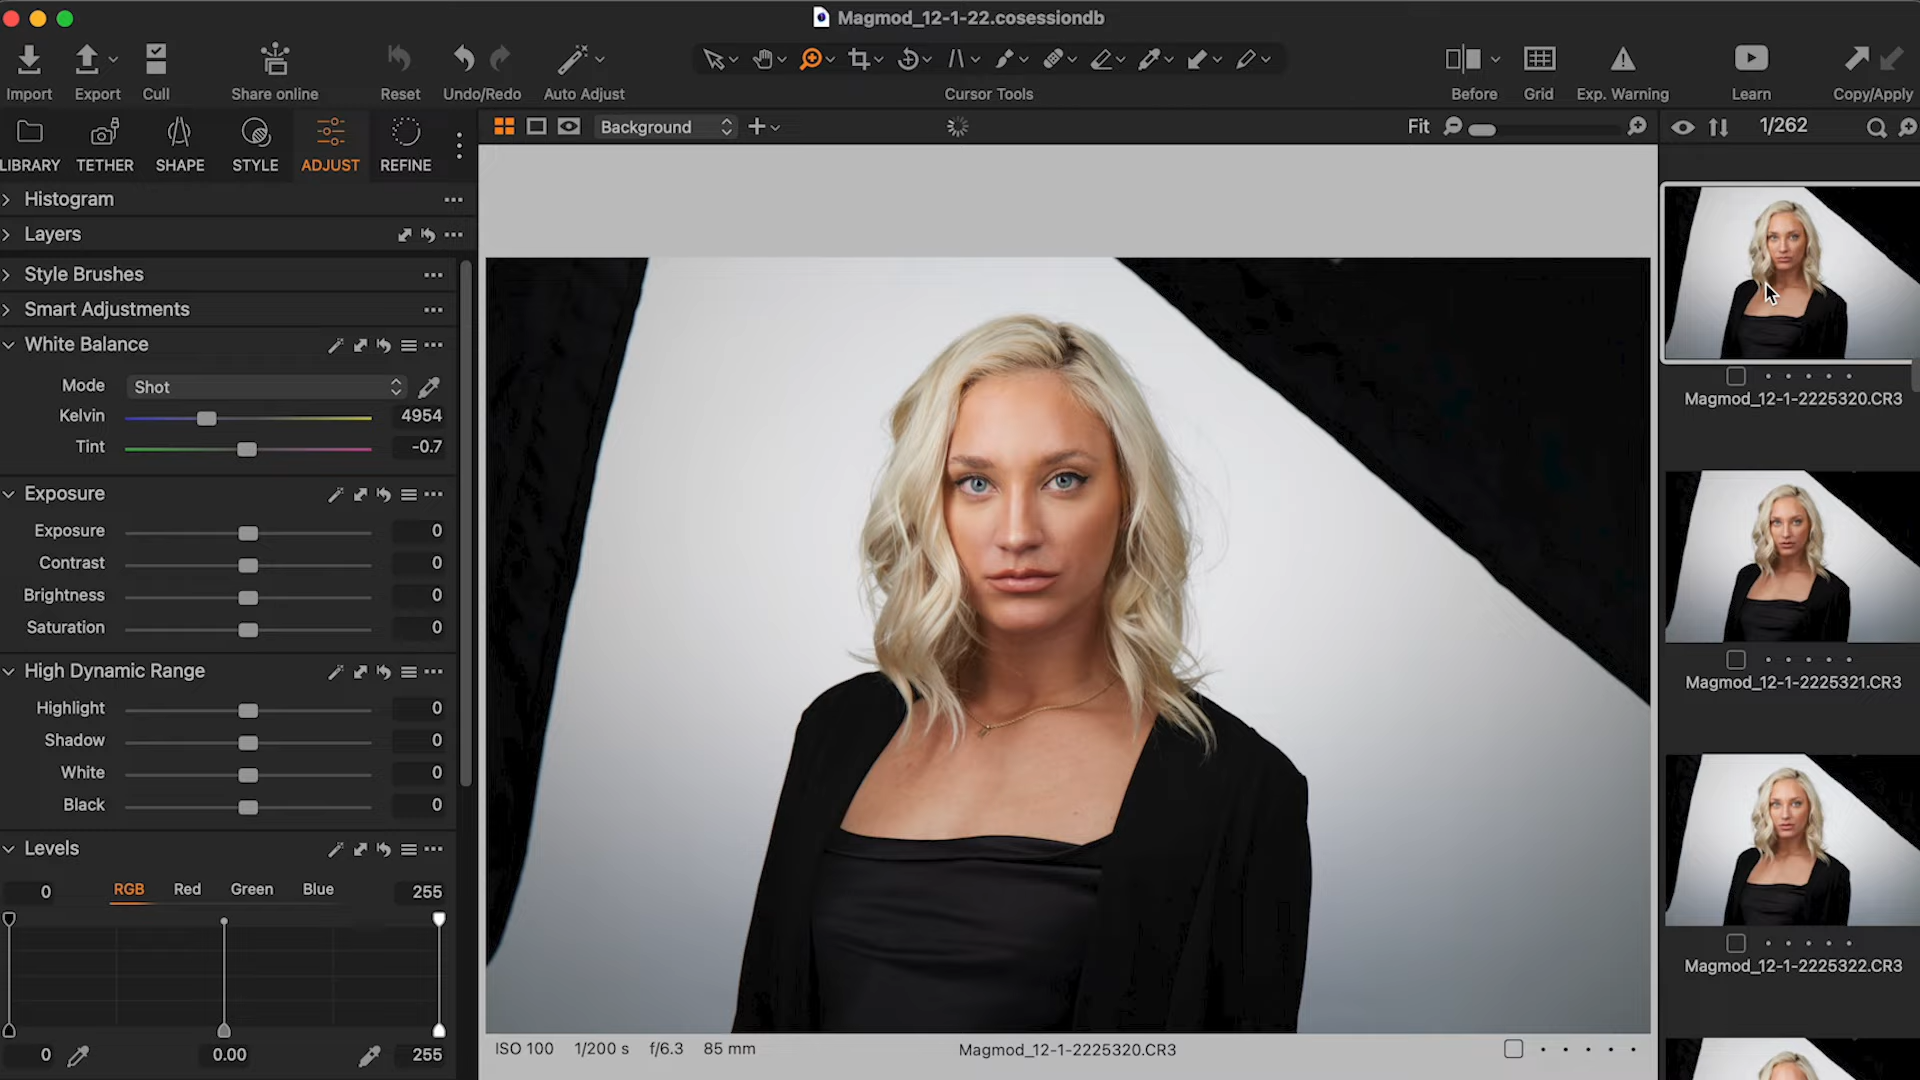 Magmod_12-1-22.cosessiondb
Import Export Cull Share online Reset Undo/Redo Auto Adjust Cursor Tools Before Grid Exp. Warning Learn Copy/Apply
LIBRARY TETHER SHAPE STYLE ADJUST REFINE
Background Fit 1/262
Histogram
Layers
Style Brushes
Smart Adjustments
White Balance
Mode Shot
Kelvin 4954
Tint -0.7
Exposure
Exposure 0
Contrast 0
Brightness 0
Saturation 0
High Dynamic Range
Highlight 0
Shadow 0
White 0
Black 0
Levels
0 RGB Red Green Blue 255
0 0.00 255
ISO 100 1/200 s f/6.3 85 mm Magmod_12-1-2225320.CR3
Magmod_12-1-2225320.CR3
Magmod_12-1-2225321.CR3
Magmod_12-1-2225322.CR3